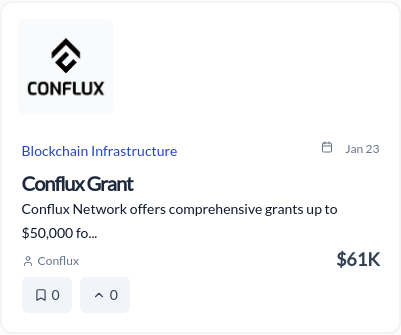 CONFLUX
Blockchain Infrastructure
Jan 23
Conflux Grant
Conflux Network offers comprehensive grants up to
$50,000 fo...
Conflux
$61K
0
0